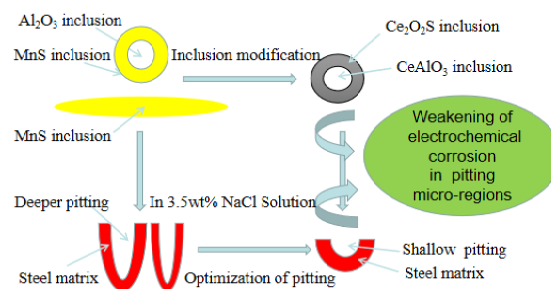 Al₂O₃ inclusion
MnS inclusion
Inclusion modification
Ce₂O₂S inclusion
CeAlO₃ inclusion
MnS inclusion
Weakening of
electrochemical
corrosion
in pitting
micro-regions
Deeper pitting
In 3.5wt% NaCl Solution
Steel matrix
Optimization of pitting
Shallow pitting
Steel matrix